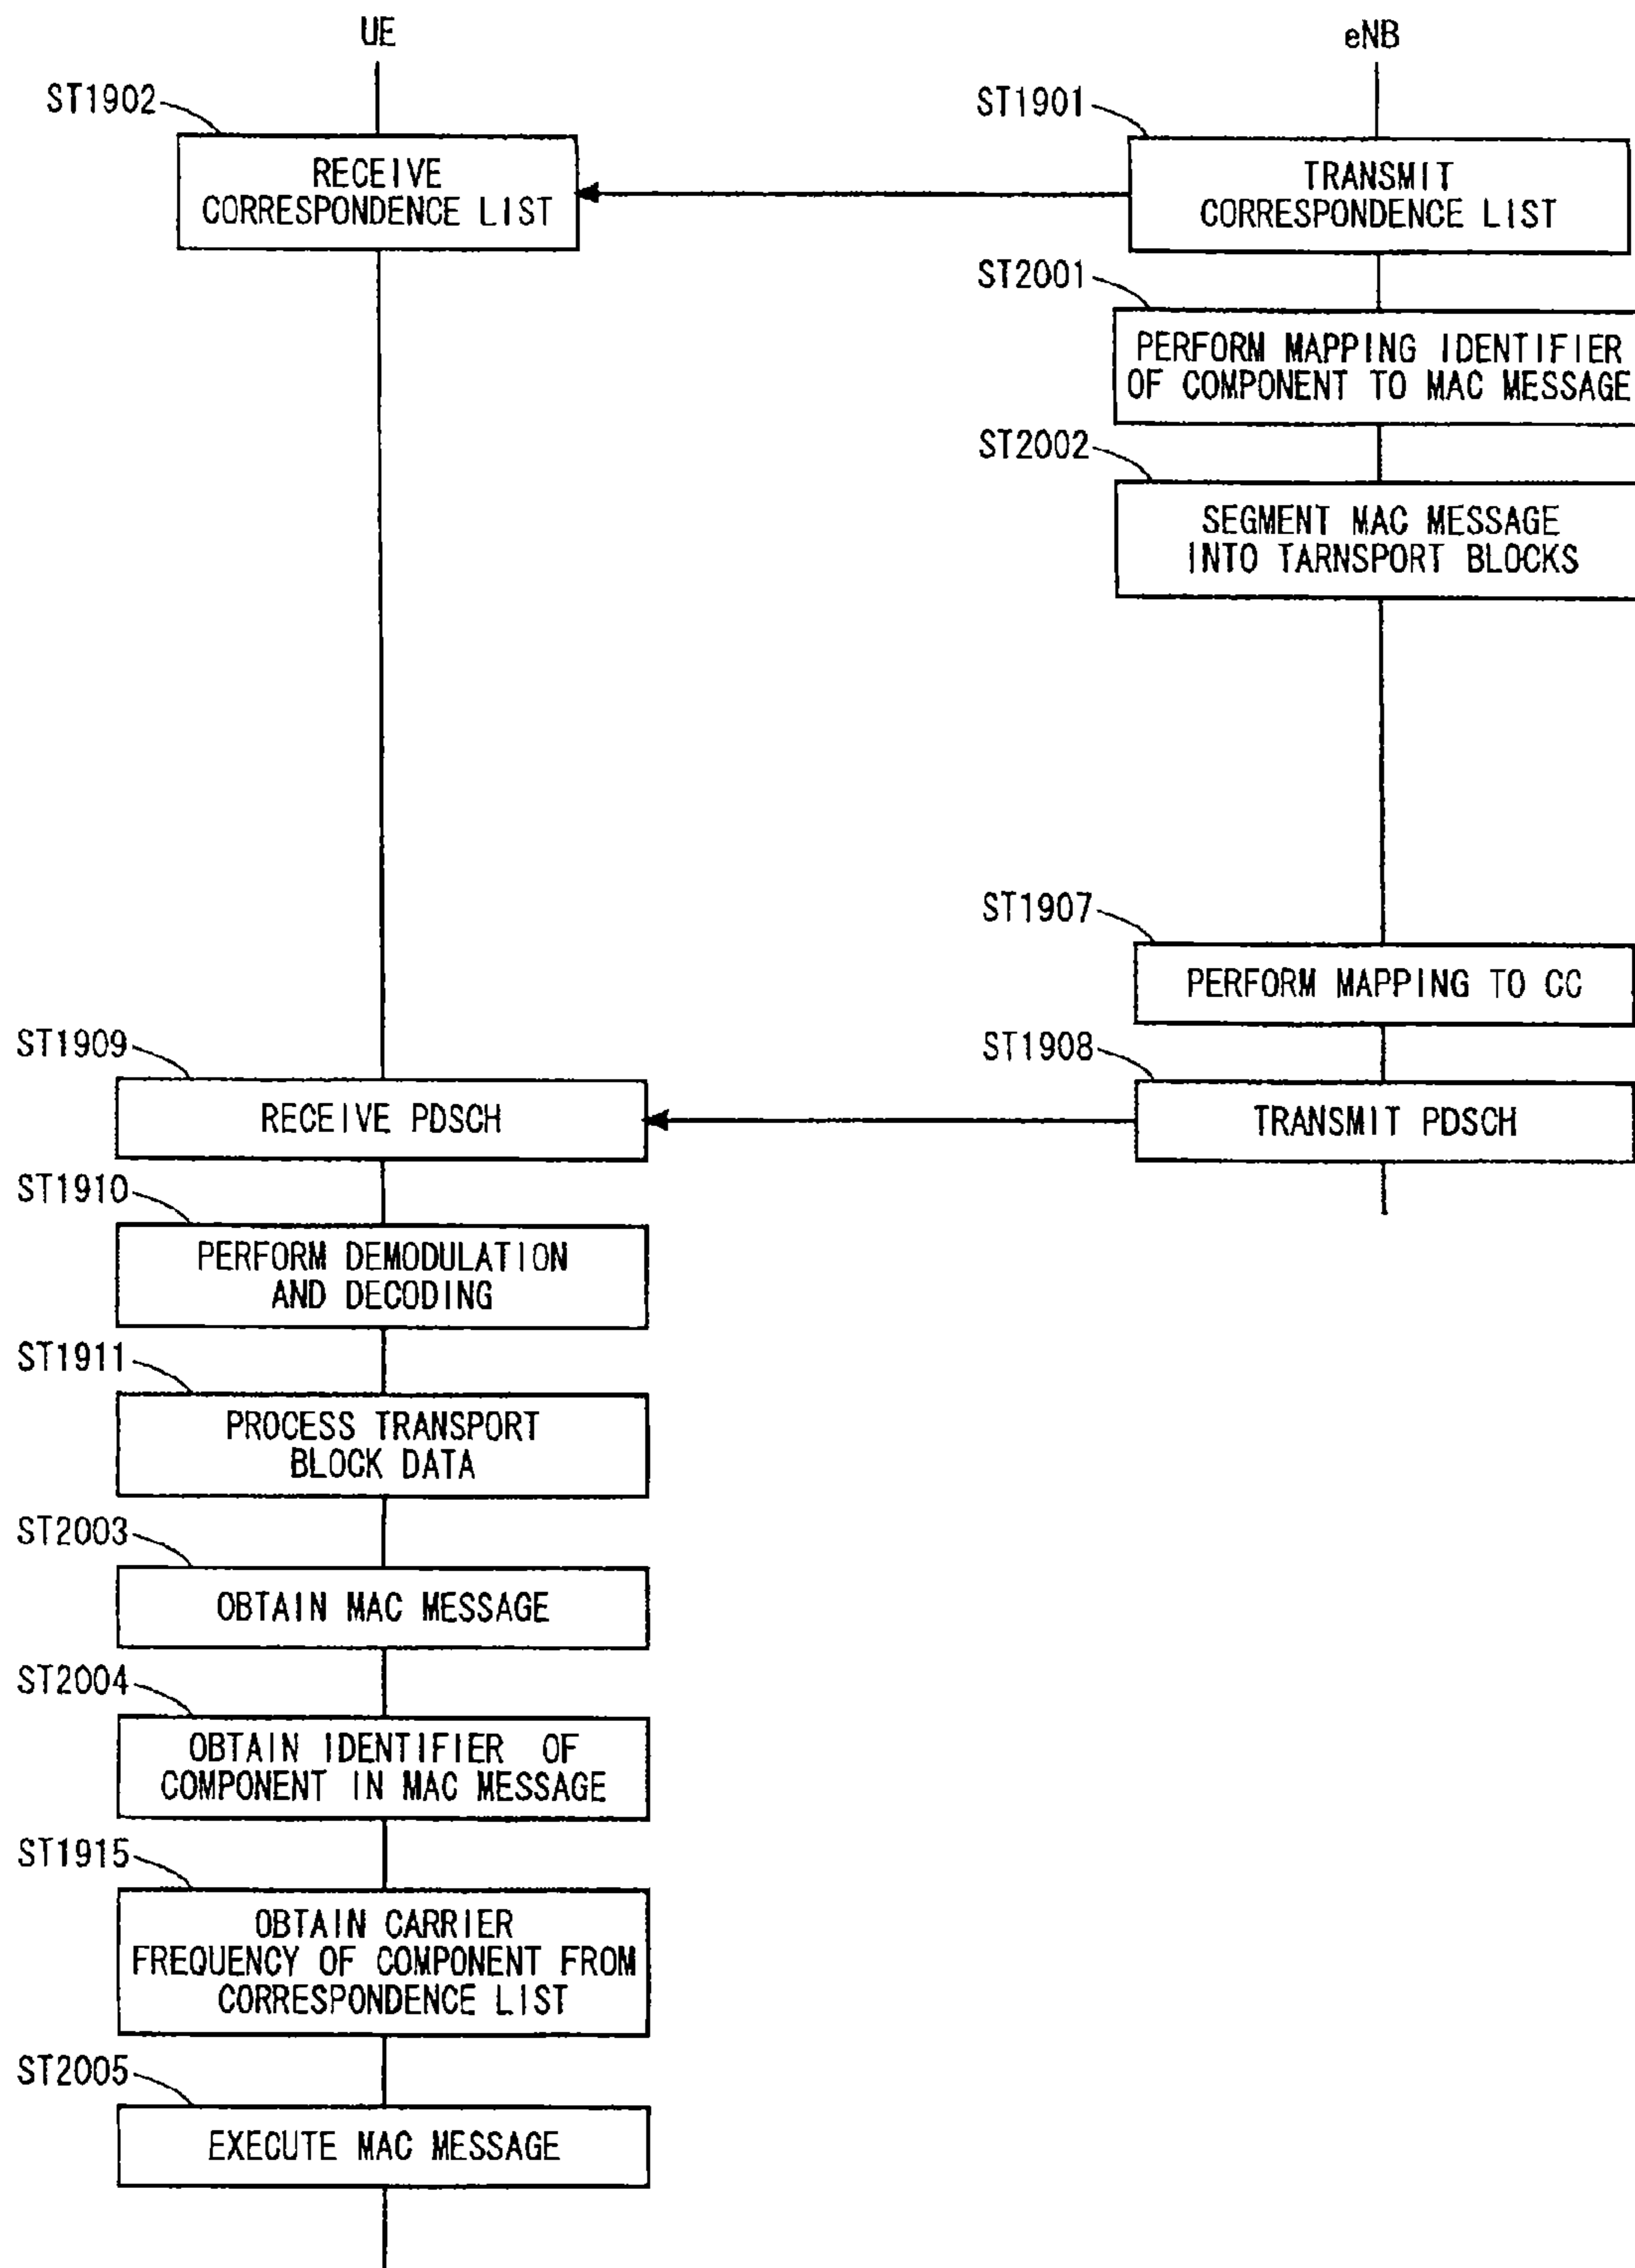 UE
eNB
ST1902
ST1901
RECEIVE
CORRESPONDENCE LIST
TRANSMIT
CORRESPONDENCE LIST
ST2001
PERFORM MAPPING IDENTIFIER
OF COMPONENT TO MAC MESSAGE
ST2002
SEGMENT MAC MESSAGE
INTO TARNSPORT BLOCKS
ST1907
PERFORM MAPPING TO CC
ST1909
ST1908
RECEIVE PDSCH
TRANSMIT PDSCH
ST1910
PERFORM DEMODULATION
AND DECODING
ST1911
PROCESS TRANSPORT
BLOCK DATA
ST2003
OBTAIN MAC MESSAGE
ST2004
OBTAIN IDENTIFIER OF
COMPONENT IN MAC MESSAGE
ST1915
OBTAIN CARRIER
FREQUENCY OF COMPONENT FROM
CORRESPONDENCE LIST
ST2005
EXECUTE MAC MESSAGE